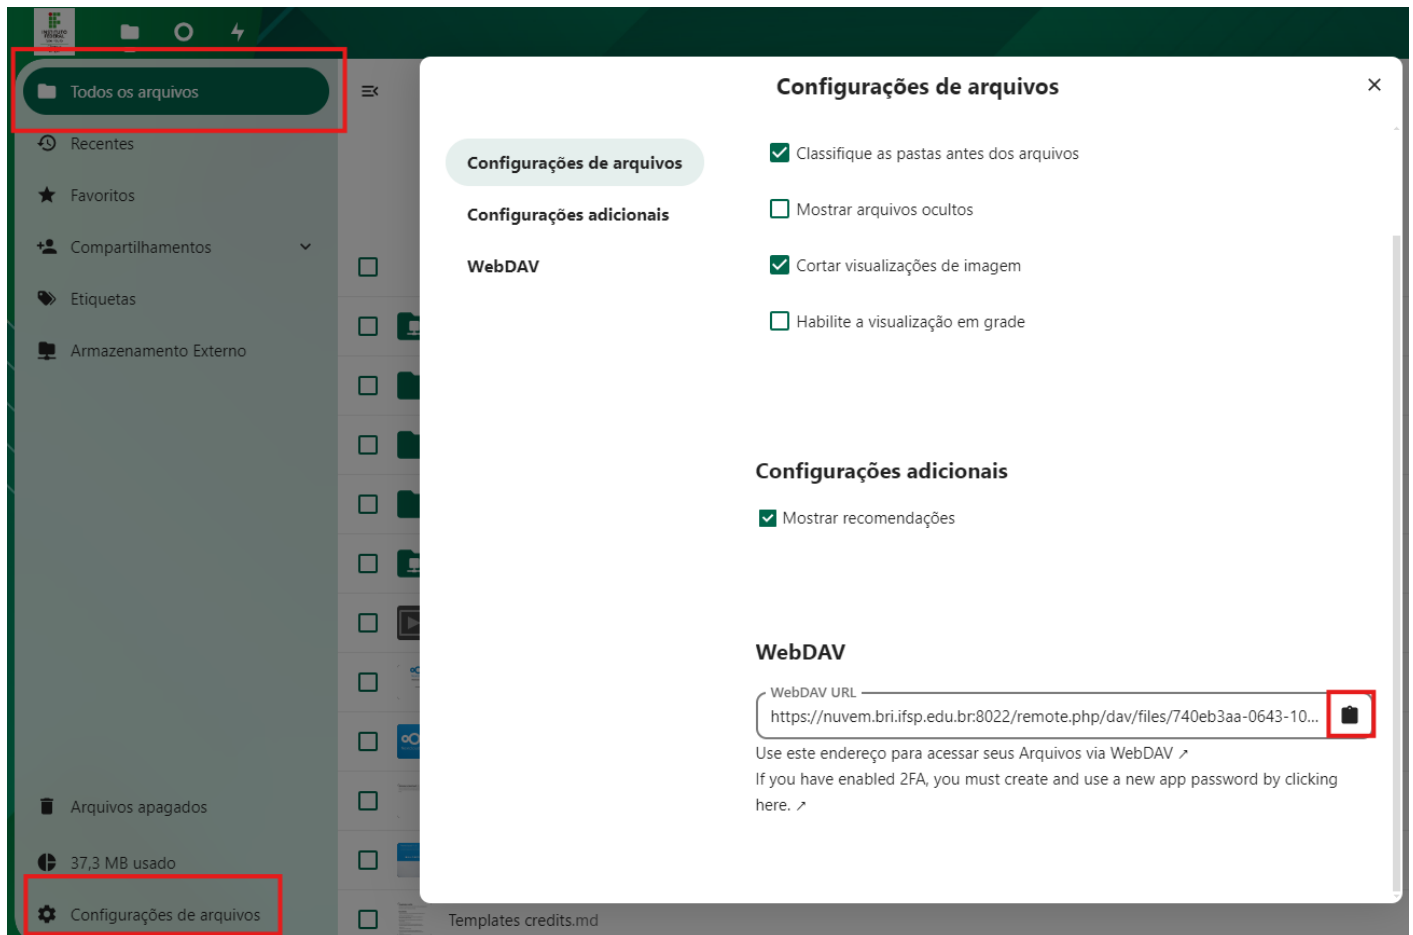 INSTITUTO
FEDERAL
Todos os arquivos
Recentes
Favoritos
Compartilhamentos
Etiquetas
Armazenamento Externo
Arquivos apagados
37,3 MB usado
Configurações de arquivos
Configurações de arquivos
Configurações de arquivos
Configurações adicionais
WebDAV
Classifique as pastas antes dos arquivos
Mostrar arquivos ocultos
Cortar visualizações de imagem
Habilite a visualização em grade
Configurações adicionais
Mostrar recomendações
WebDAV
WebDAV URL
https://nuvem.bri.ifsp.edu.br:8022/remote.php/dav/files/740eb3aa-0643-10...
Use este endereço para acessar seus Arquivos via WebDAV ↗
If you have enabled 2FA, you must create and use a new app password by clicking
here. ↗
Templates credits.md